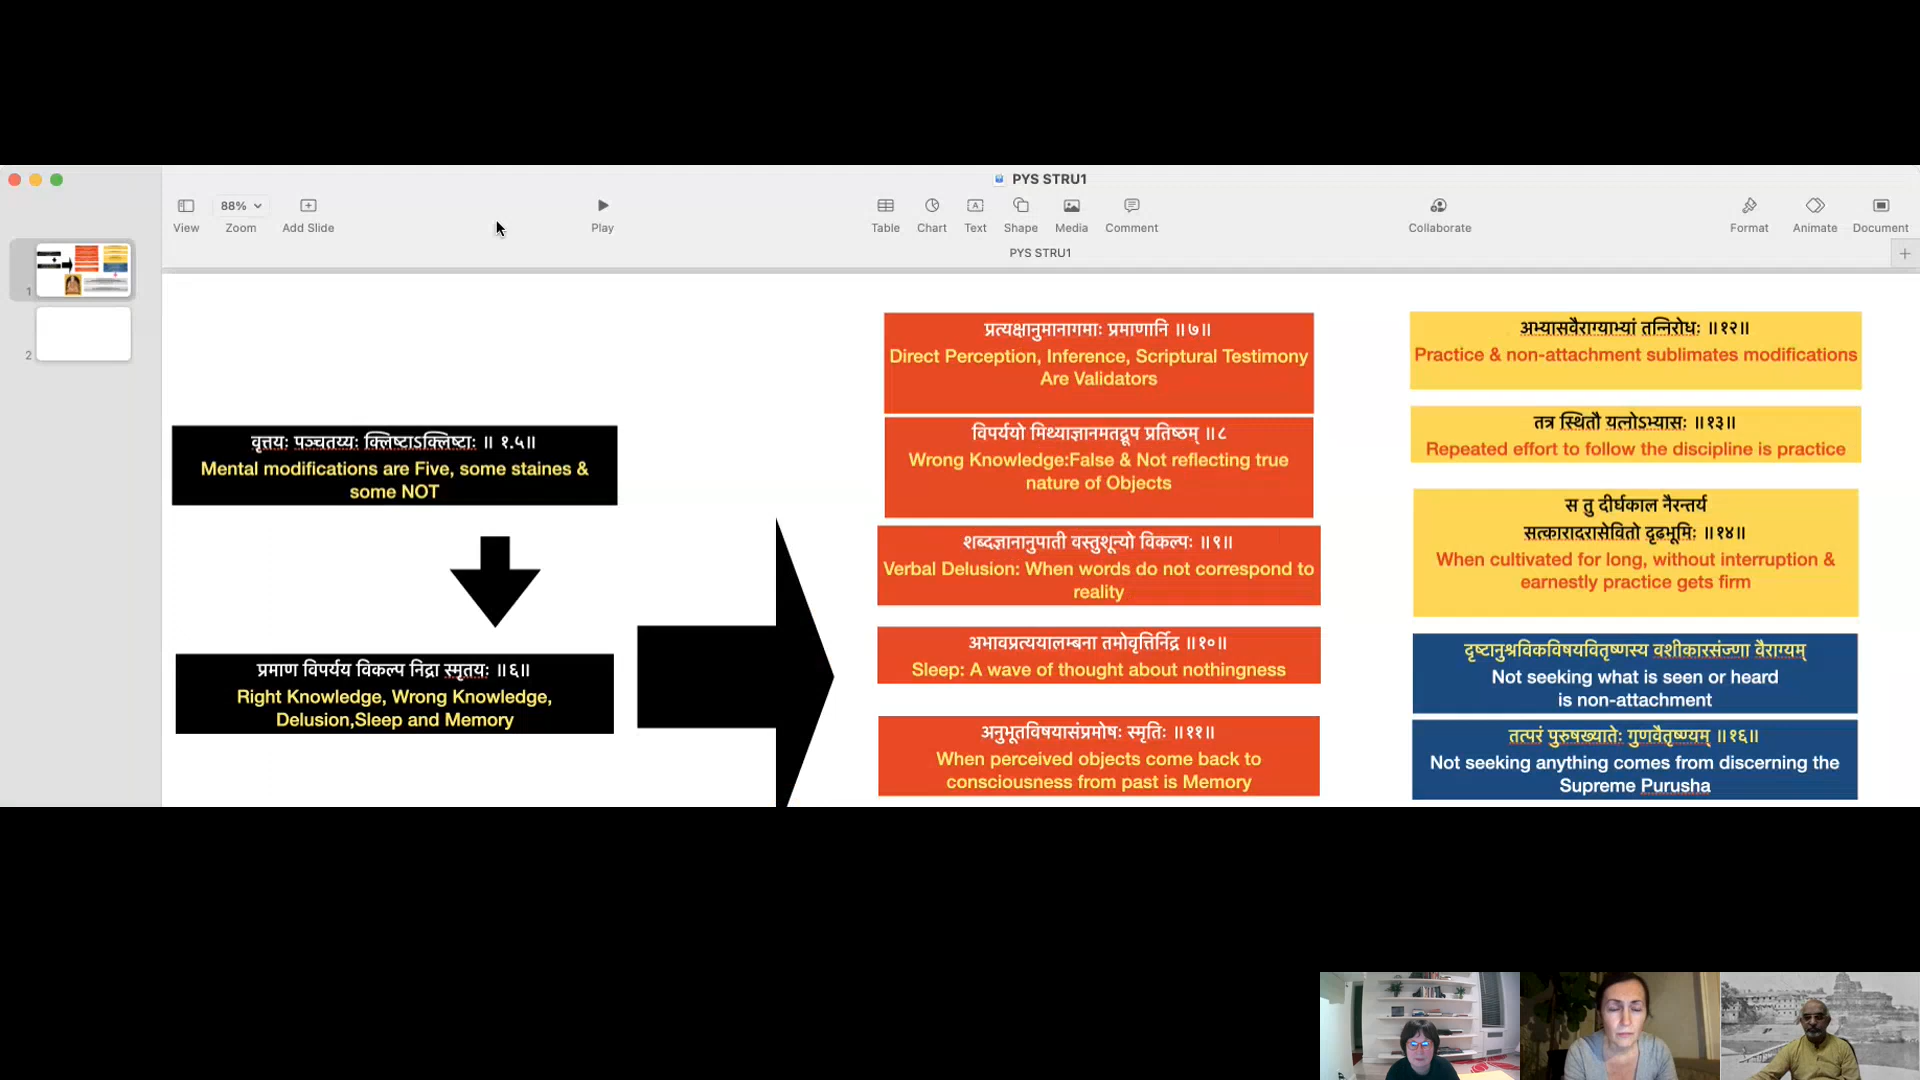 PYS STRU1
View
88%
Zoom
Add Slide
Play
Table
Chart
Text
Shape
Media
Comment
Collaborate
Format
Animate
Document
PYS STRU1
1
2
वृत्तयः पञ्चतय्यः क्लिष्टाऽक्लिष्टाः ॥ १.५॥
Mental modifications are Five, some staines &
some NOT
प्रमाण विपर्यय विकल्प निद्रा स्मृतयः ॥६॥
Right Knowledge, Wrong Knowledge,
Delusion,Sleep and Memory
प्रत्यक्षानुमानागमाः प्रमाणानि ॥७॥
Direct Perception, Inference, Scriptural Testimony
Are Validators
विपर्ययो मिथ्याज्ञानमतद्रूप प्रतिष्ठम् ॥८
Wrong Knowledge:False & Not reflecting true
nature of Objects
शब्दज्ञानानुपाती वस्तुशून्यो विकल्पः ॥९॥
Verbal Delusion: When words do not correspond to
reality
अभावप्रत्ययालम्बना तमोवृत्तिर्निद्र ॥१०॥
Sleep: A wave of thought about nothingness
अनुभूतविषयासंप्रमोषः स्मृतिः ॥११॥
When perceived objects come back to
consciousness from past is Memory
अभ्यासवैराग्याभ्यां तन्निरोधः ॥१२॥
Practice & non-attachment sublimates modifications
तत्र स्थितौ यत्नोऽभ्यासः ॥१३॥
Repeated effort to follow the discipline is practice
स तु दीर्घकाल नैरन्तर्य
सत्कारादरासेवितो दृढभूमिः ॥१४॥
When cultivated for long, without interruption &
earnestly practice gets firm
दृष्टानुश्रविकविषयवितृष्णस्य वशीकारसंज्णा वैराग्यम्
Not seeking what is seen or heard
is non-attachment
तत्परं पुरुषख्यातेः गुणवैतृष्ण्यम् ॥१६॥
Not seeking anything comes from discerning the
Supreme Purusha